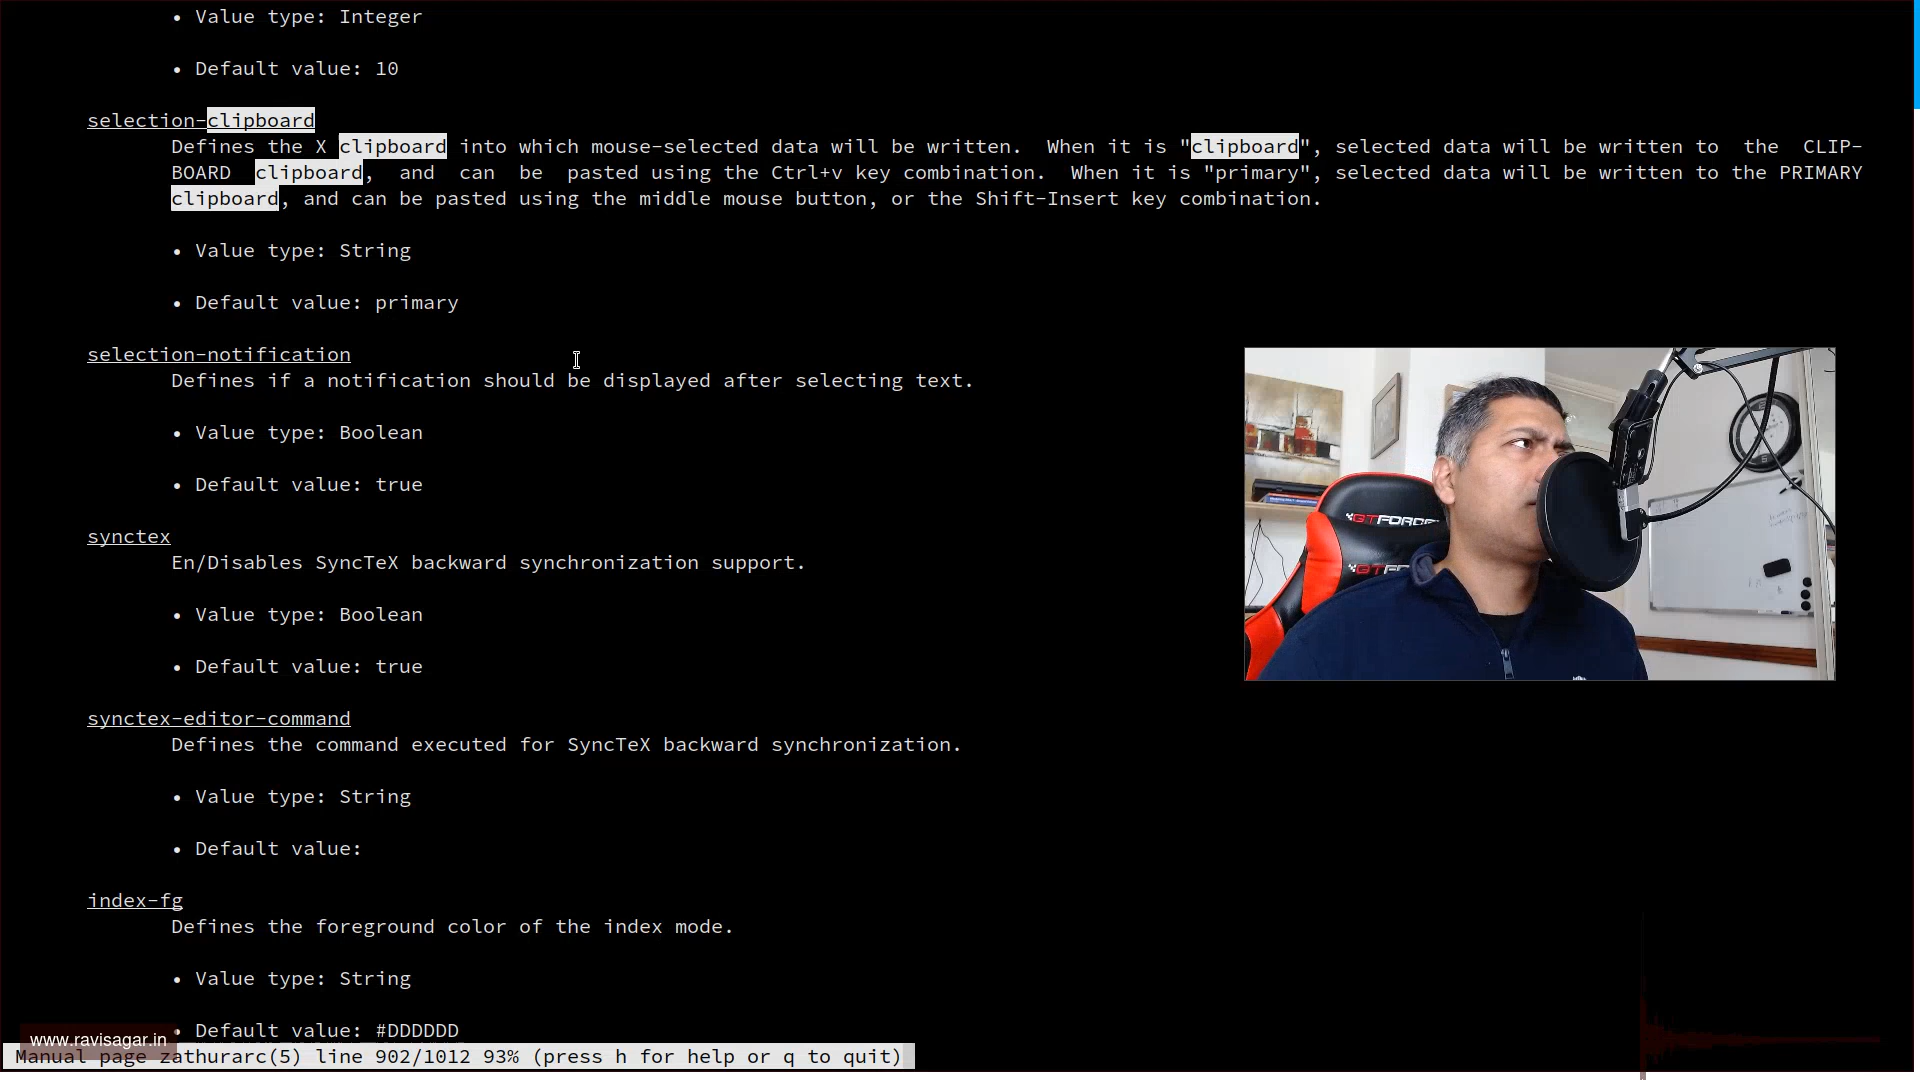 • Value type: Integer
• Default value: 10
selection-clipboard
Defines the X clipboard into which mouse-selected data will be written.  When it is "clipboard", selected data will be written to  the  CLIP-
BOARD  clipboard,  and  can  be  pasted using the Ctrl+v key combination.  When it is "primary", selected data will be written to the PRIMARY
clipboard, and can be pasted using the middle mouse button, or the Shift-Insert key combination.
• Value type: String
• Default value: primary
selection-notification
Defines if a notification should be displayed after selecting text.
• Value type: Boolean
• Default value: true
synctex
En/Disables SyncTeX backward synchronization support.
• Value type: Boolean
• Default value: true
synctex-editor-command
Defines the command executed for SyncTeX backward synchronization.
• Value type: String
• Default value:
index-fg
Defines the foreground color of the index mode.
• Value type: String
• Default value: #DDDDDD
www.ravisagar.in
Manual page zathurarc(5) line 902/1012 93% (press h for help or q to quit)
GTFORCE